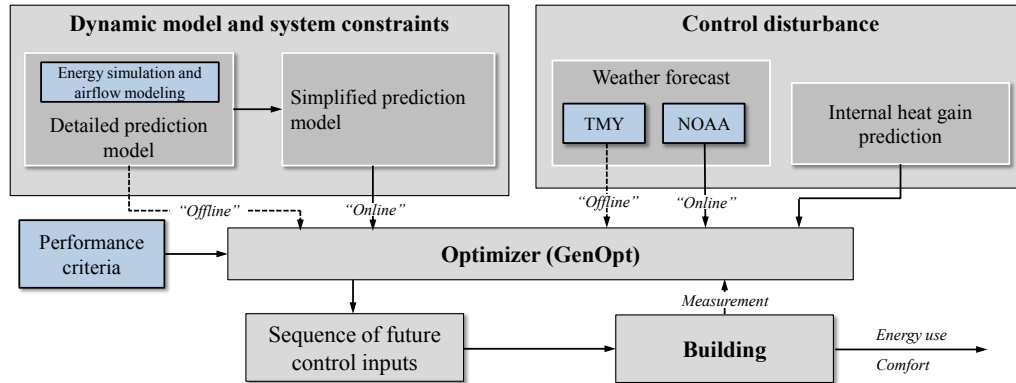 Dynamic model and system constraints
Energy simulation and
airflow modeling
Detailed prediction
model
Simplified prediction
model
Control disturbance
Weather forecast
TMY
NOAA
Internal heat gain
prediction
“Offline”
“Online”
“Offline”
“Online”
Performance
criteria
Optimizer (GenOpt)
Measurement
Sequence of future
control inputs
Building
Energy use
Comfort